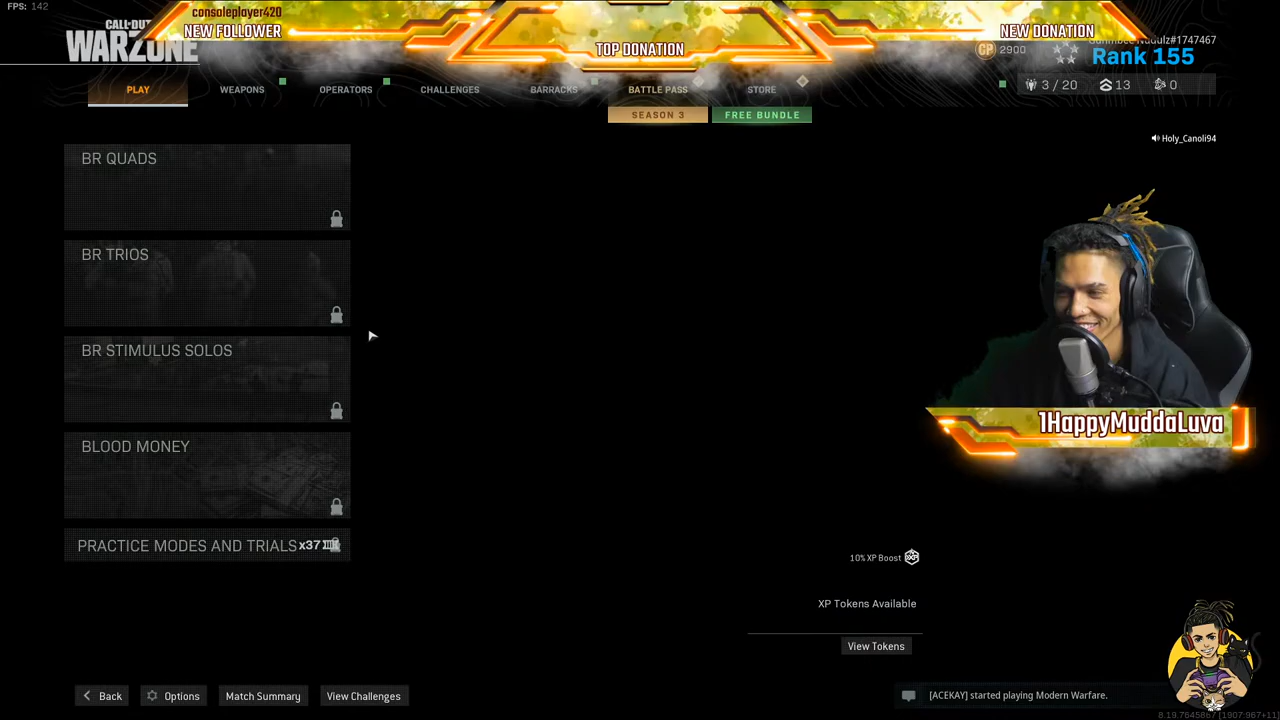 FPS: 142
consoleplayer420
NEW FOLLOWER
TOP DONATION
NEW DONATION
CALL OF DUTY
WARZONE
CP 2900
Rank 155
PLAY
WEAPONS
OPERATORS
CHALLENGES
BARRACKS
BATTLE PASS
STORE
3 / 20
13
0
SEASON 3
FREE BUNDLE
Holy_Canoli94
BR QUADS
BR TRIOS
BR STIMULUS SOLOS
BLOOD MONEY
PRACTICE MODES AND TRIALS x37
1HappyMuddaLuva
10% XP Boost
XP Tokens Available
View Tokens
Back
Options
Match Summary
View Challenges
[ACEKAY] started playing Modern Warfare.